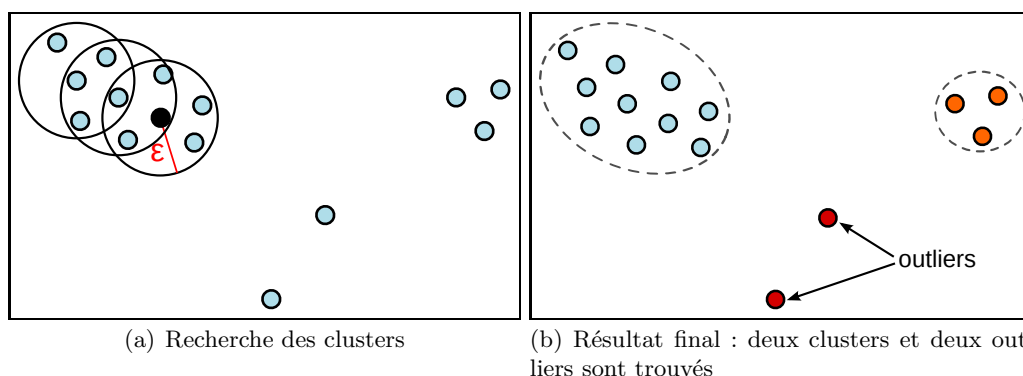 ε
outliers
(a) Recherche des clusters
(b) Résultat final : deux clusters et deux out
liers sont trouvés